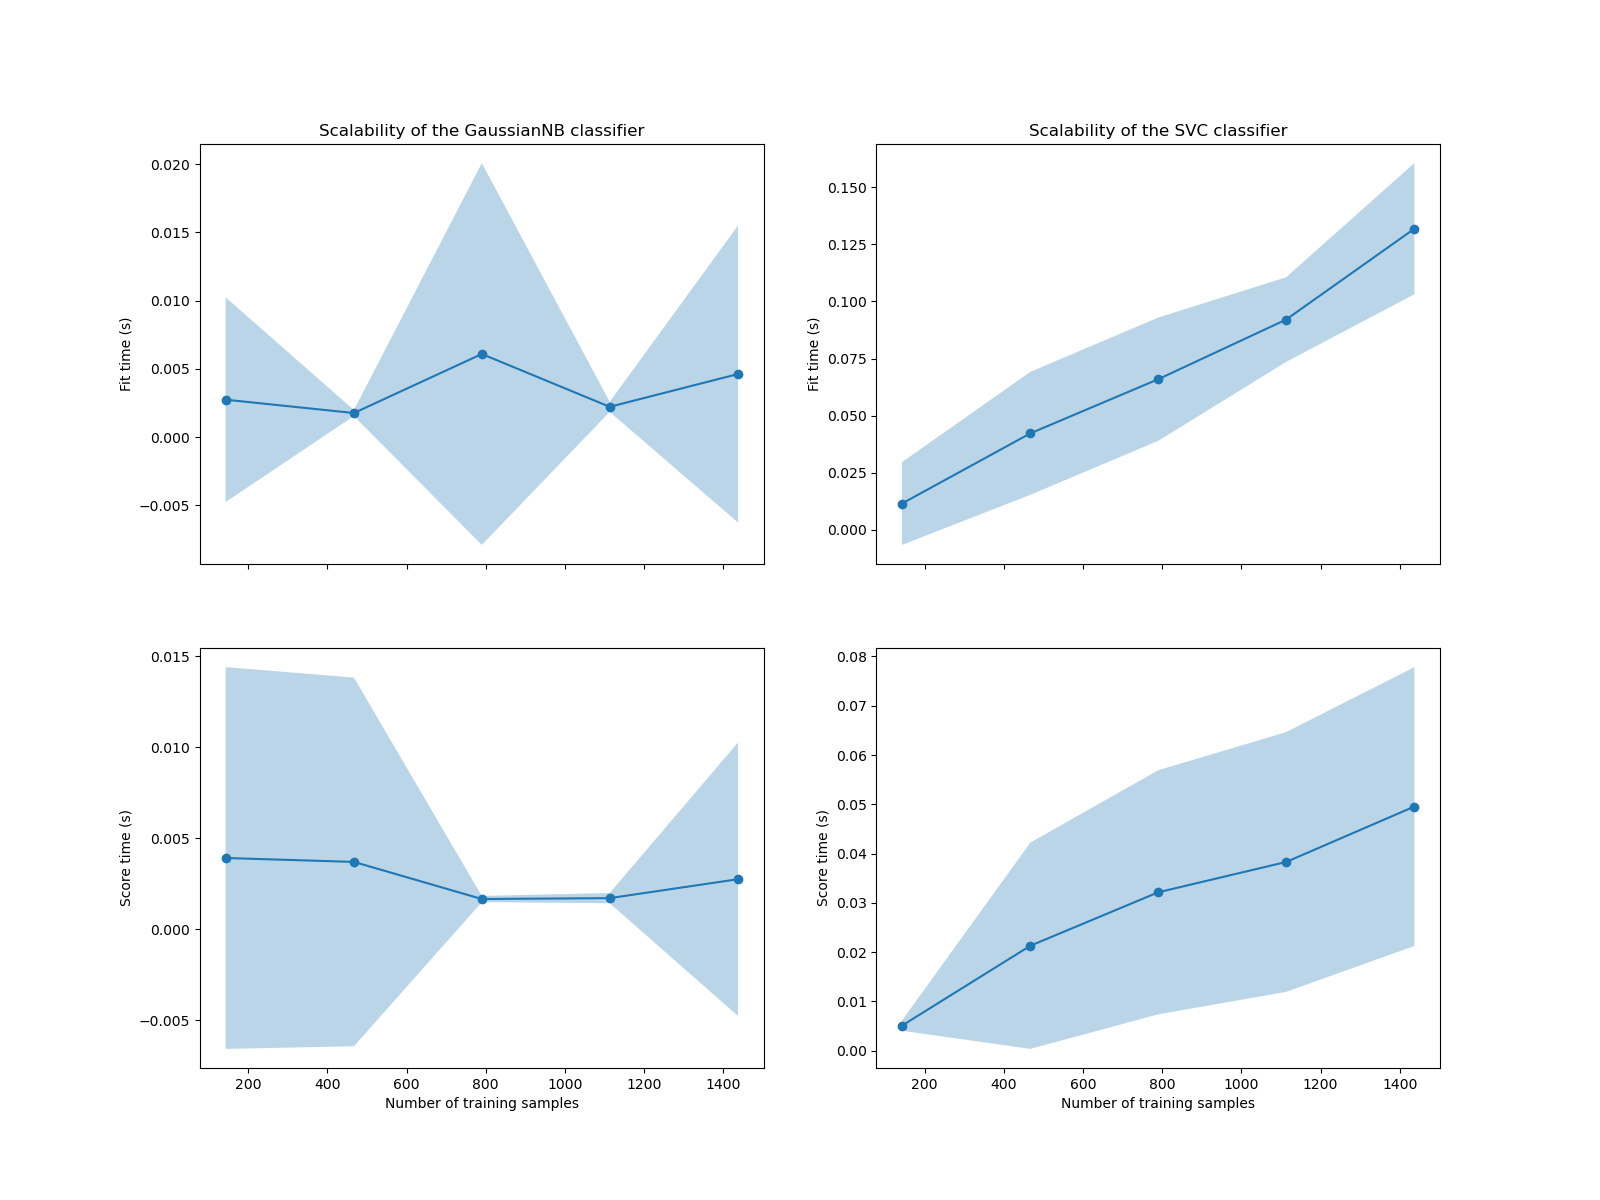 Scalability of the GaussianNB classifier
Fit time (s)
0.020
0.015
0.010
0.005
0.000
−0.005
Scalability of the SVC classifier
Fit time (s)
0.150
0.125
0.100
0.075
0.050
0.025
0.000
Score time (s)
0.015
0.010
0.005
0.000
−0.005
200 400 600 800 1000 1200 1400
Number of training samples
Score time (s)
0.08
0.07
0.06
0.05
0.04
0.03
0.02
0.01
0.00
200 400 600 800 1000 1200 1400
Number of training samples